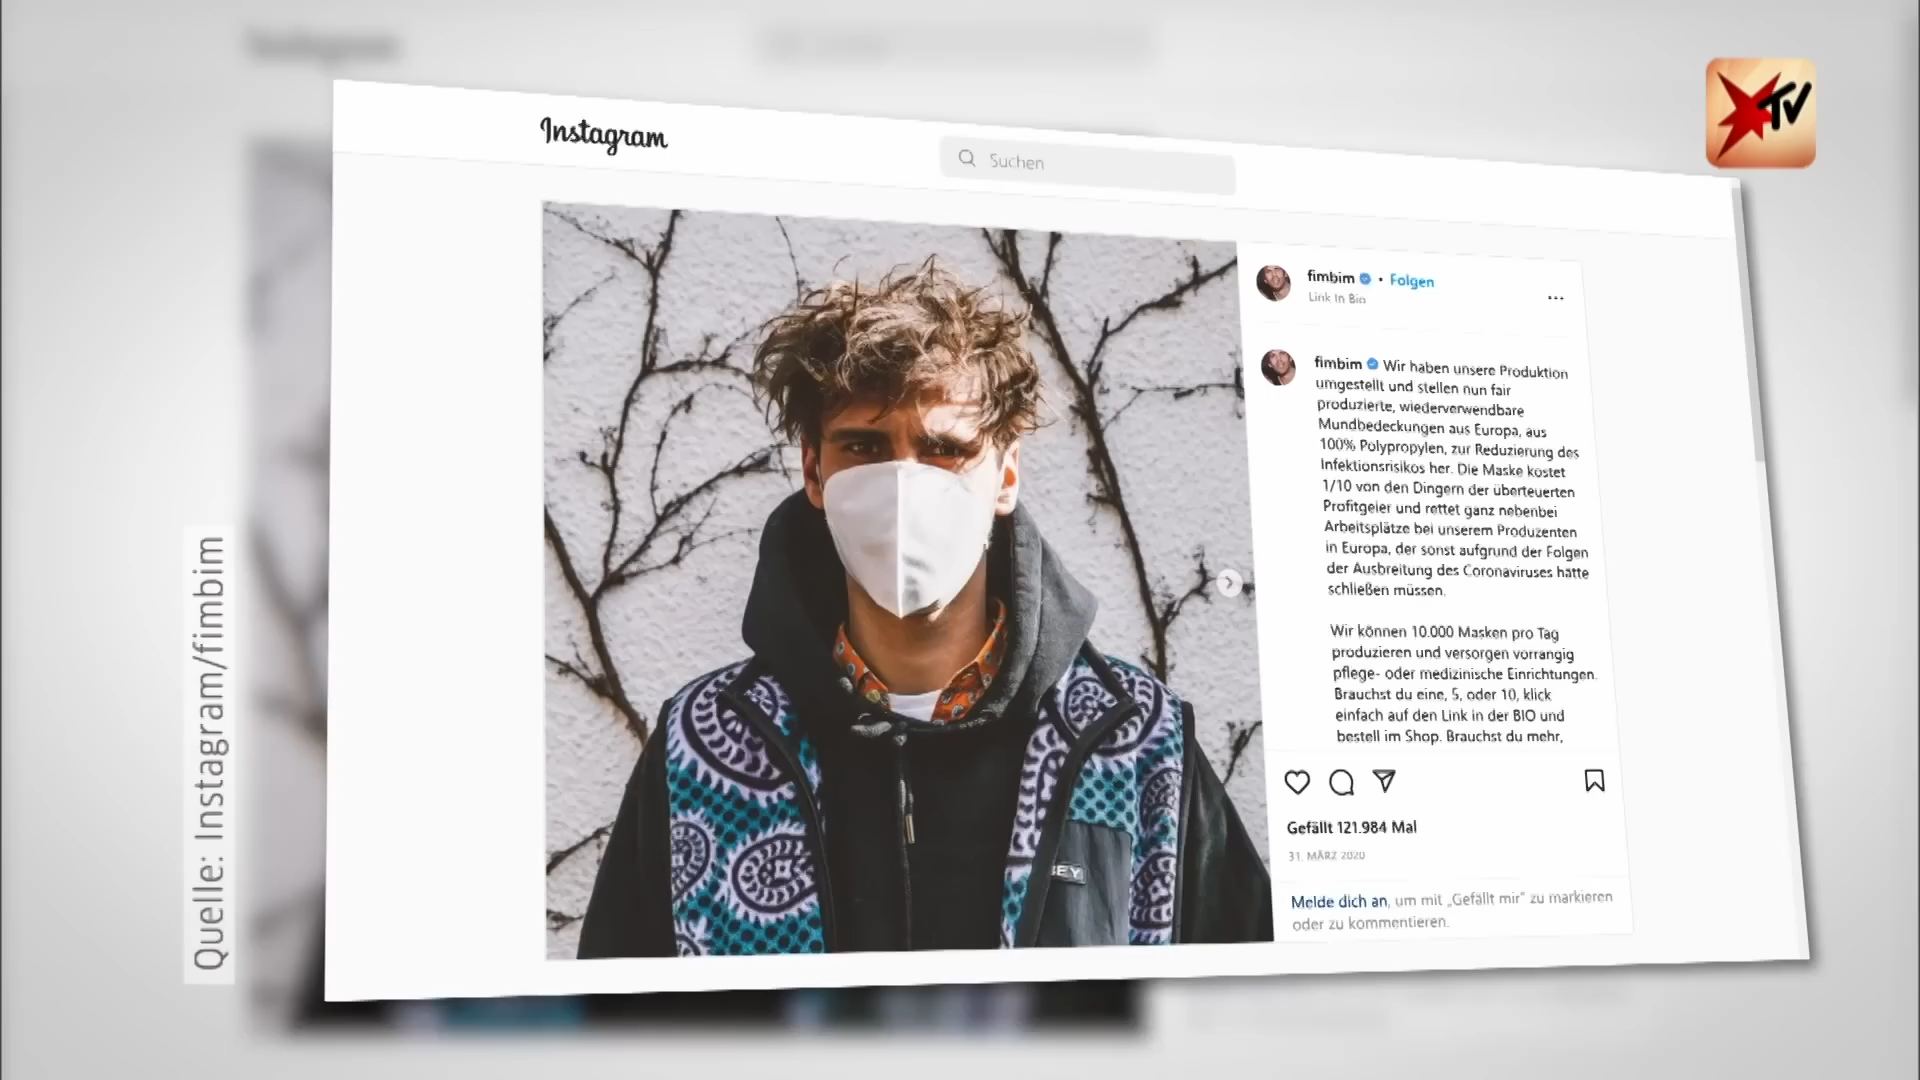 Instagram
Suchen
TV
fimbim • Folgen
Link In Bio
fimbim Wir haben unsere Produktion
umgestellt und stellen nun fair
produzierte, wiederverwendbare
Mundbedeckungen aus Europa, aus
100% Polypropylen, zur Reduzierung des
Infektionsrisikos her. Die Maske kostet
1/10 von den Dingern der überteuerten
Profitgeier und rettet ganz nebenbei
Arbeitsplätze bei unserem Produzenten
in Europa, der sonst aufgrund der Folgen
der Ausbreitung des Coronaviruses hätte
schließen müssen.
Wir können 10.000 Masken pro Tag
produzieren und versorgen vorrangig
pflege- oder medizinische Einrichtungen.
Brauchst du eine, 5, oder 10, klick
einfach auf den Link in der BIO und
bestell im Shop. Brauchst du mehr,
Gefällt 121.984 Mal
31. MÄRZ 2020
Melde dich an, um mit „Gefällt mir“ zu markieren
oder zu kommentieren.
Quelle: Instagram/fimbim